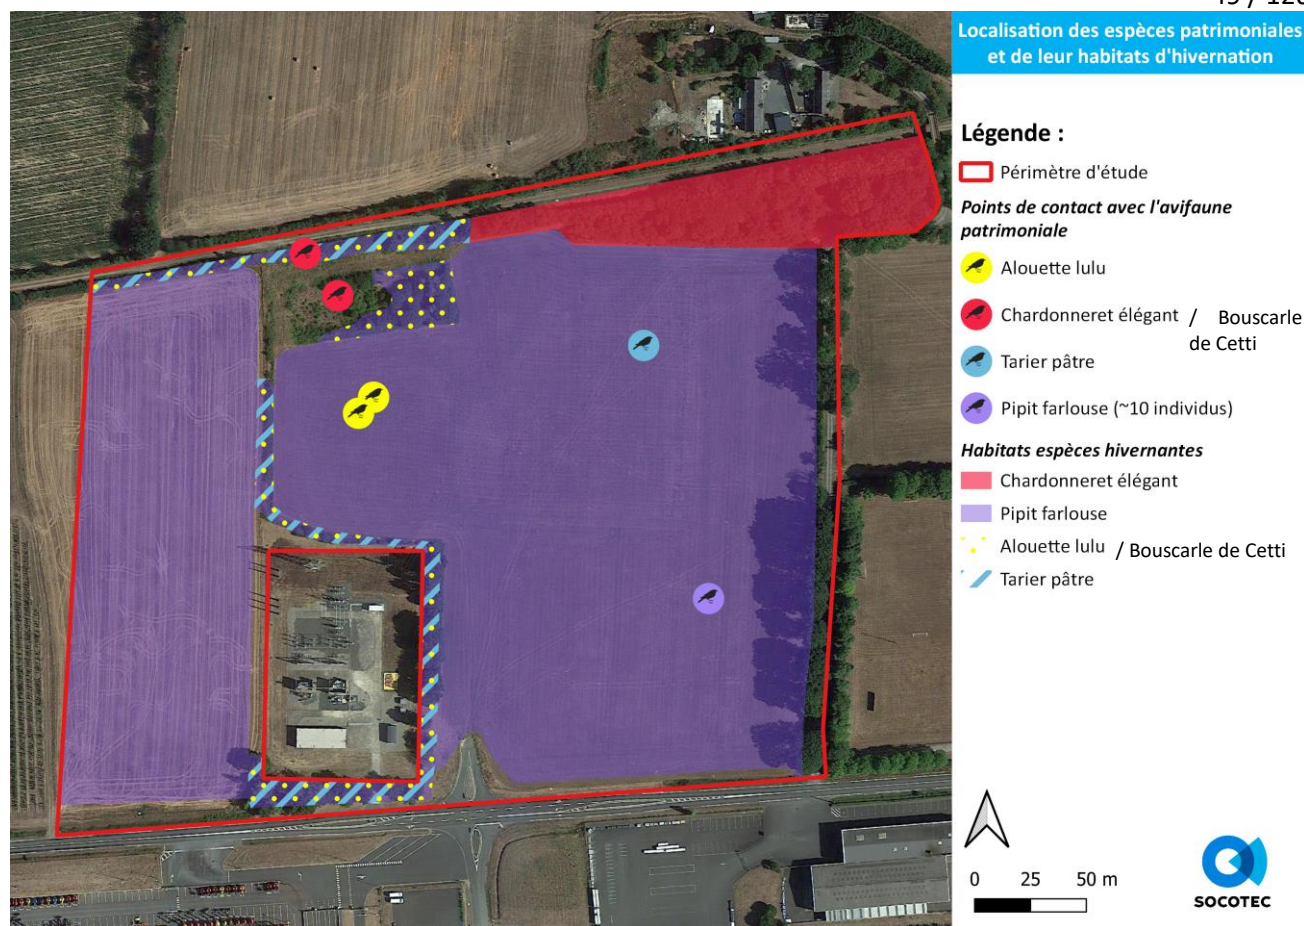 Localisation des espèces patrimoniales
et de leur habitats d'hivernation
Légende :
Périmètre d'étude
Points de contact avec l'avifaune
patrimoniale
Alouette lulu
Chardonneret élégant / Bouscarle
de Cetti
Tarier pâtre
Pipit farlouse (~10 individus)
Habitats espèces hivernantes
Chardonneret élégant
Pipit farlouse
Alouette lulu / Bouscarle de Cetti
Tarier pâtre
0 25 50 m
SOCOTEC